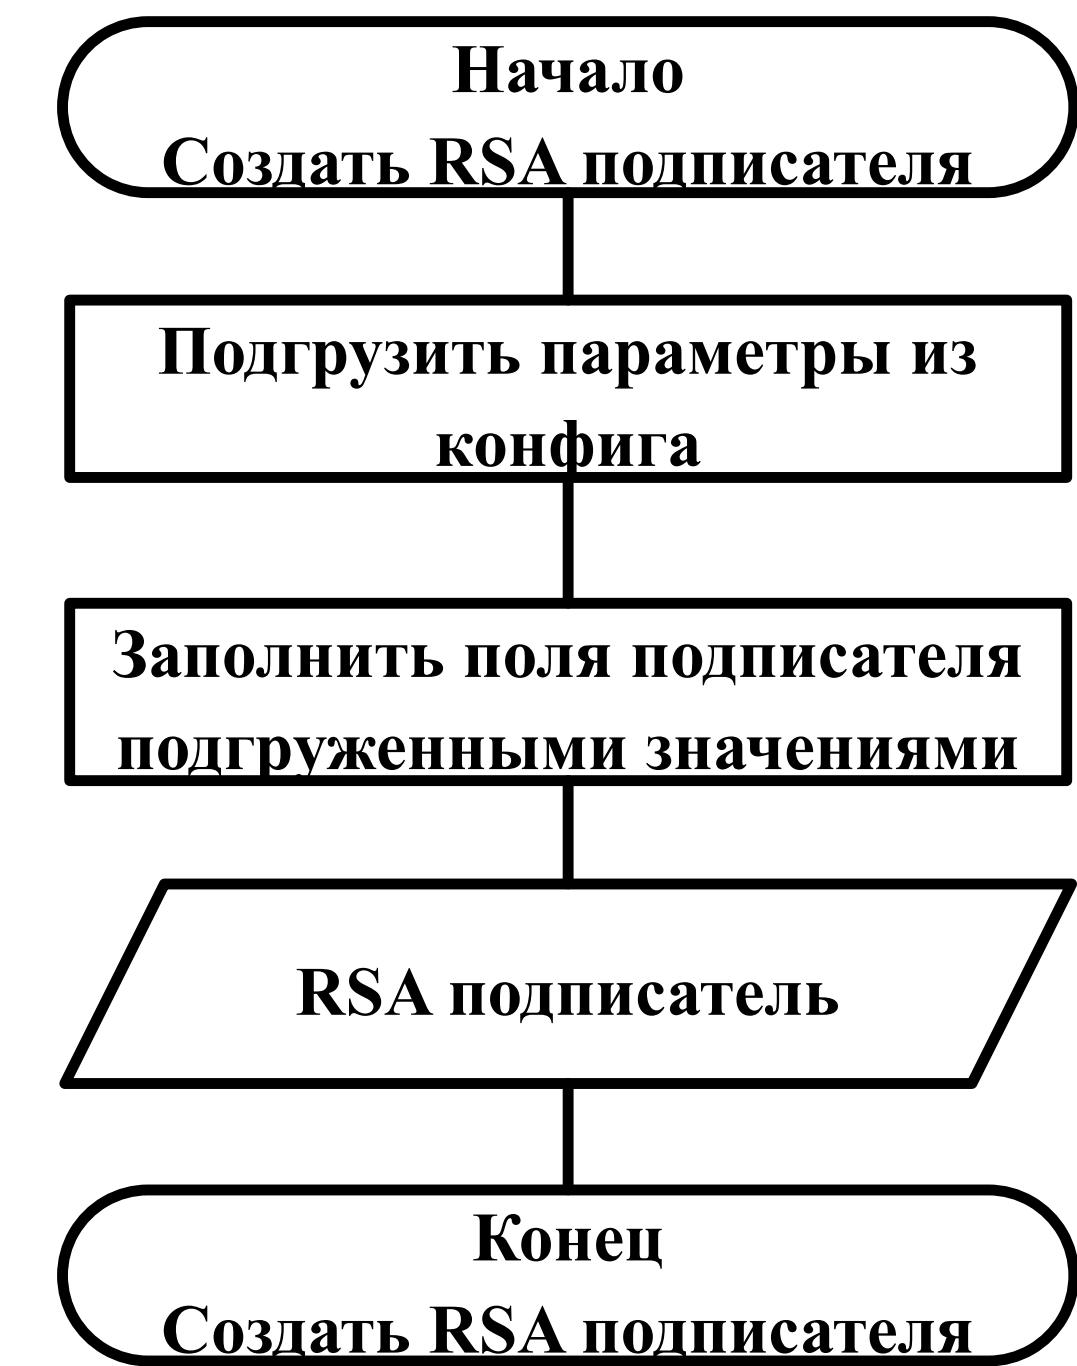 Начало
Создать RSA подписателя
Подгрузить параметры из
конфига
Заполнить поля подписателя
подгруженными значениями
RSA подписатель
Конец
Создать RSA подписателя